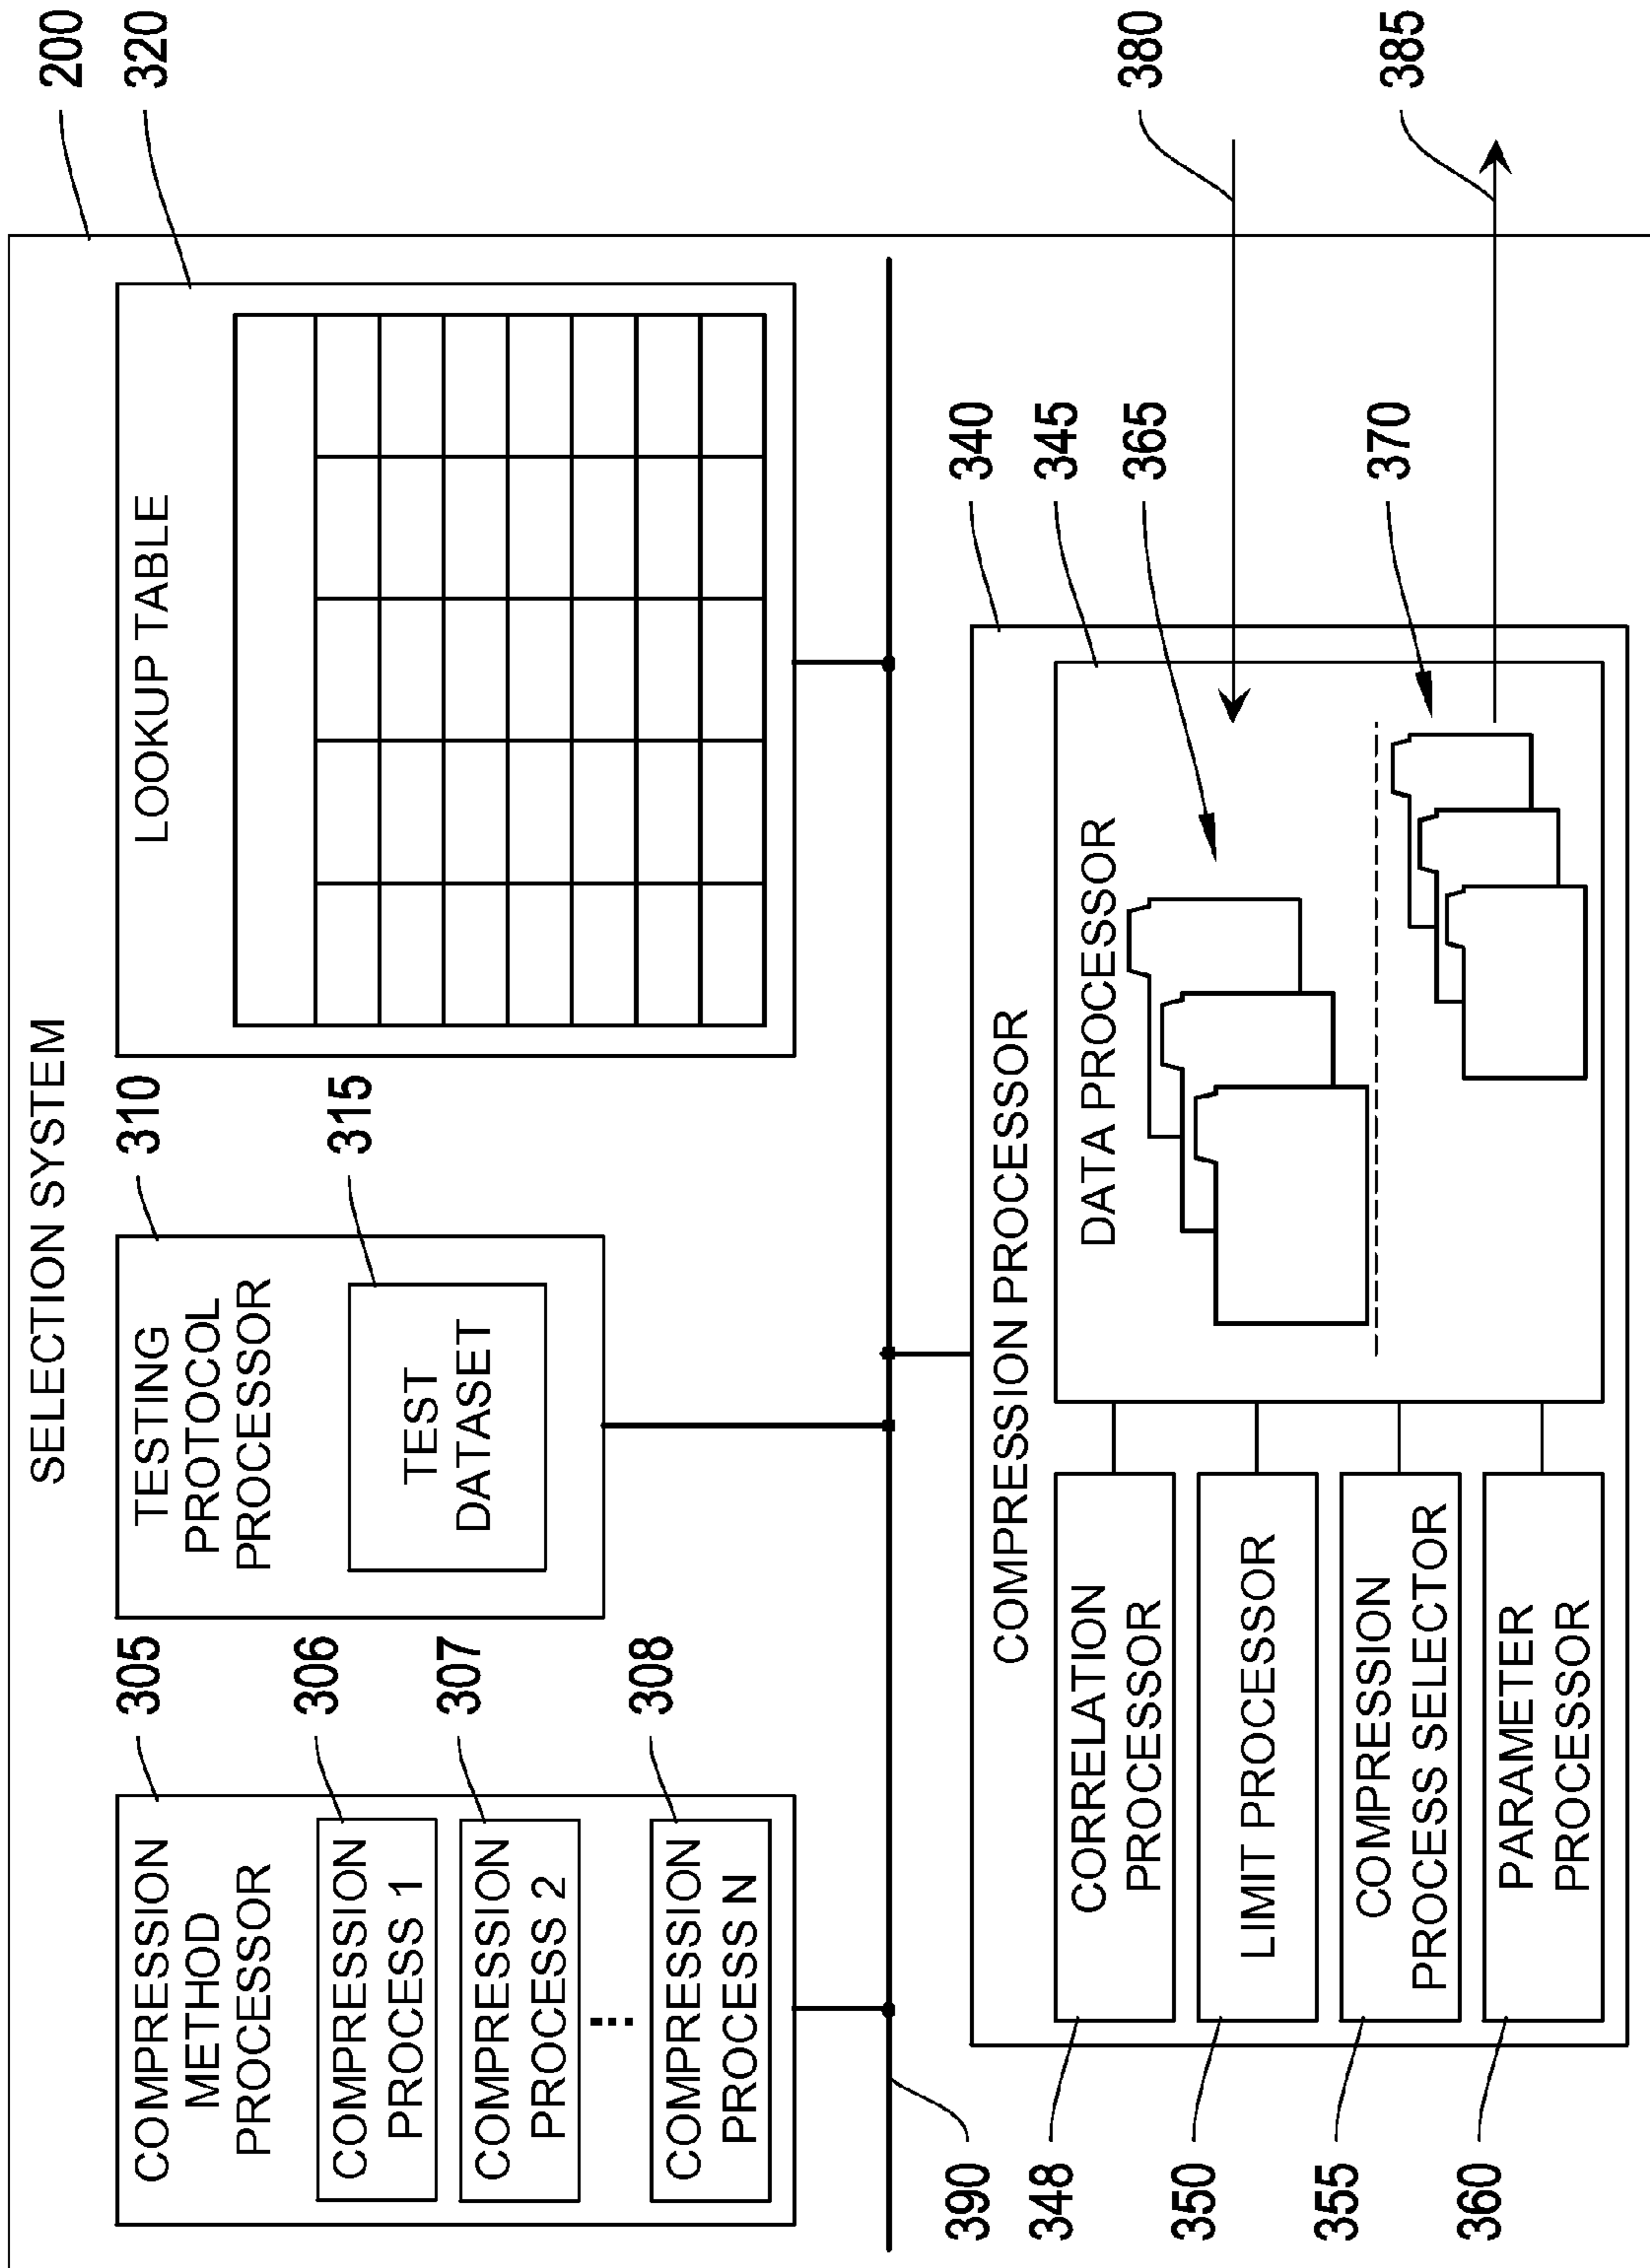 SELECTION SYSTEM
200
COMPRESSION
METHOD
PROCESSOR
305
COMPRESSION
PROCESS 1
306
COMPRESSION
PROCESS 2
307
...
COMPRESSION
PROCESS N
308
TESTING
PROTOCOL
PROCESSOR
310
TEST
DATASET
315
LOOKUP TABLE
320
390
COMPRESSION PROCESSOR
340
CORRELATION
PROCESSOR
348
LIMIT PROCESSOR
350
COMPRESSION
PROCESS SELECTOR
355
PARAMETER
PROCESSOR
360
DATA PROCESSOR
345
365
370
380
385